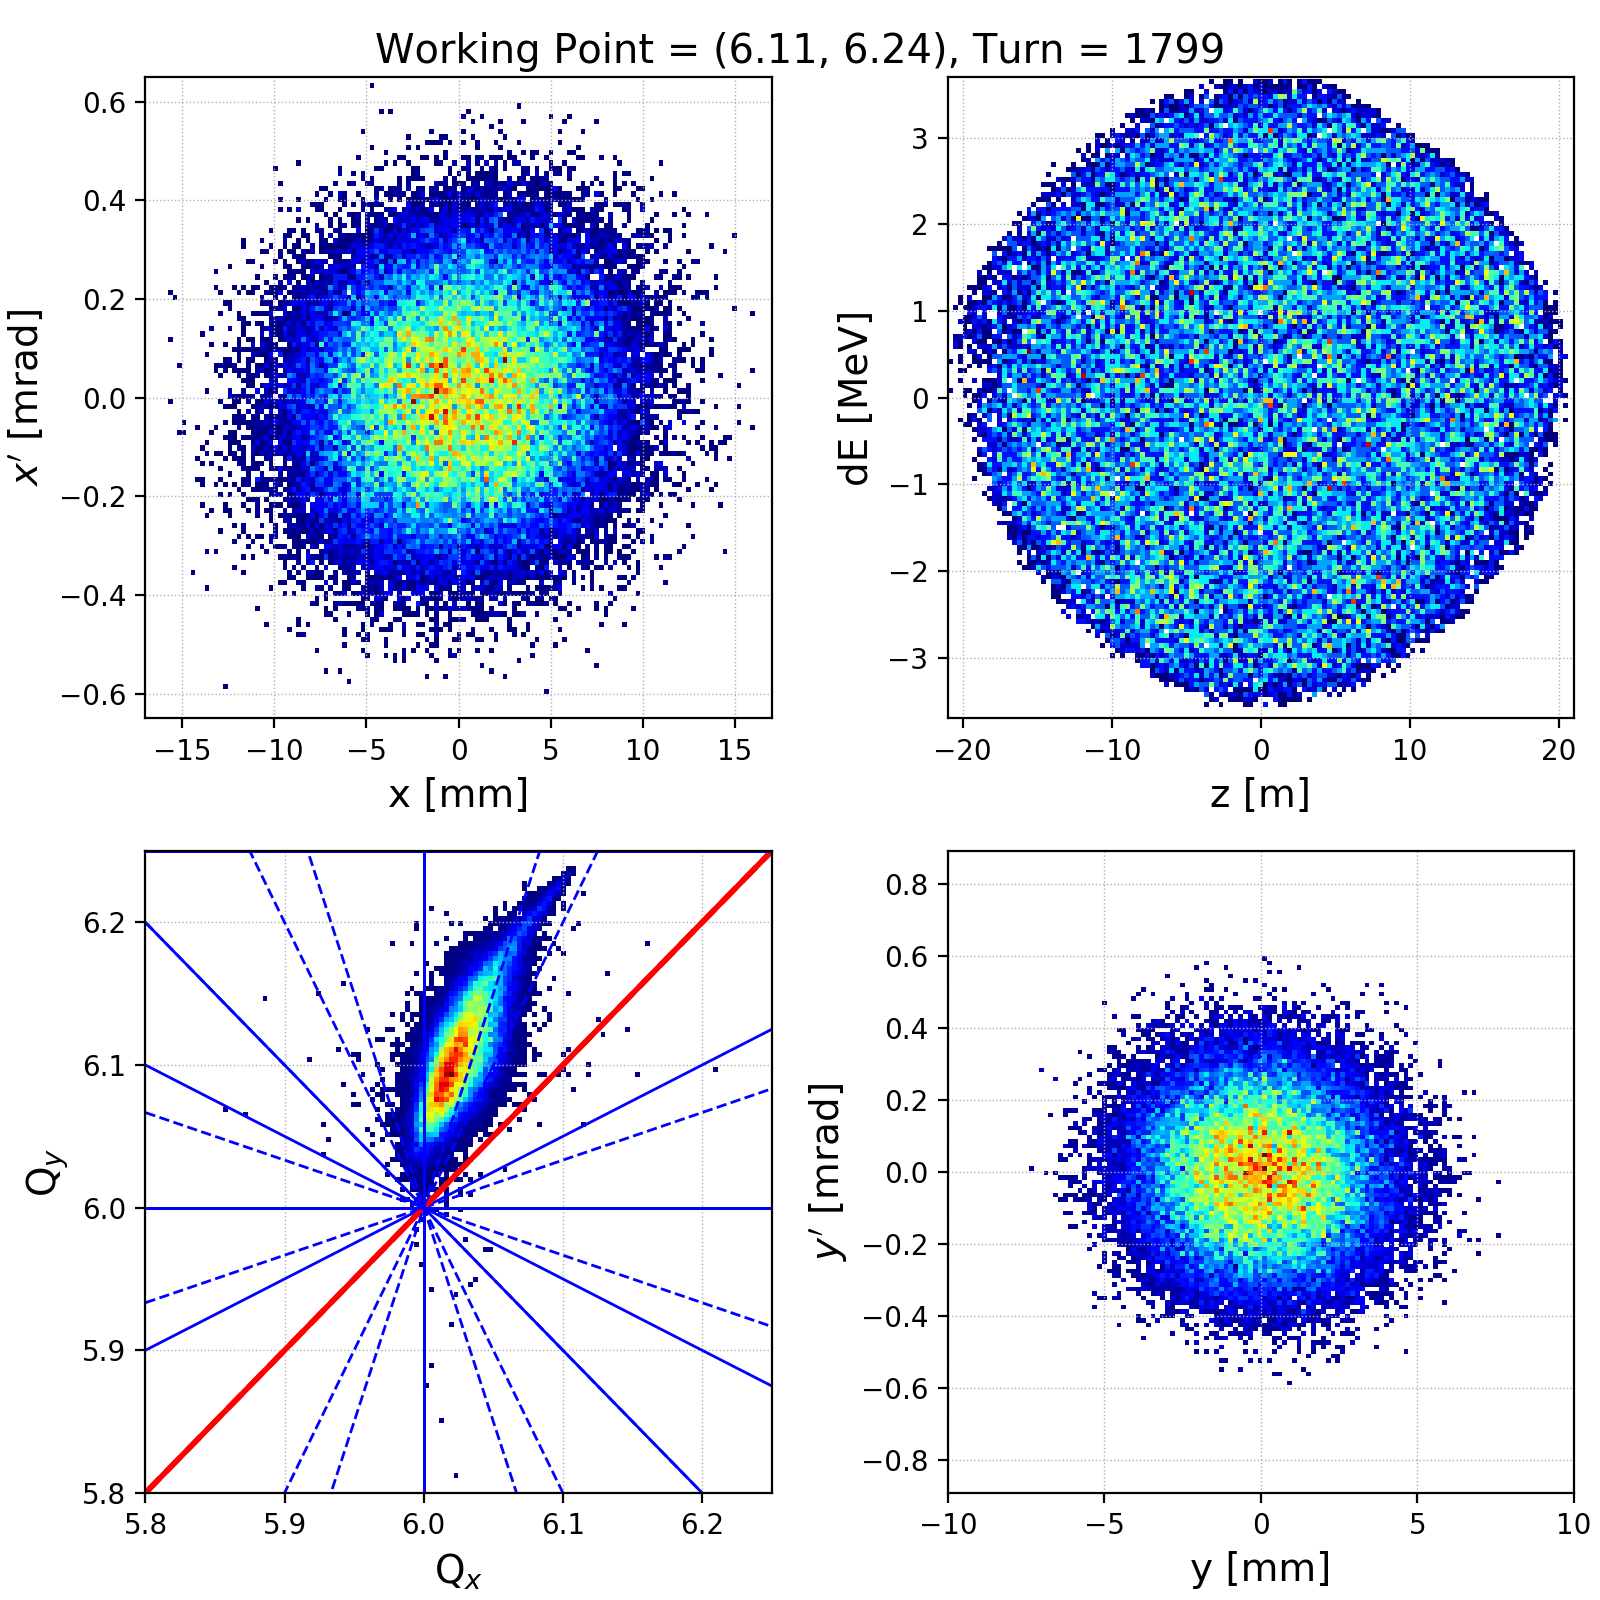 Working Point = (6.11, 6.24), Turn = 1799
0.6
0.4
0.2
0.0
−0.2
−0.4
−0.6
x′ [mrad]
−15 −10 −5 0 5 10 15
x [mm]
3
2
1
0
−1
−2
−3
dE [MeV]
−20 −10 0 10 20
z [m]
6.2
6.1
6.0
5.9
5.8
Qy
5.8 5.9 6.0 6.1 6.2
Qx
0.8
0.6
0.4
0.2
0.0
−0.2
−0.4
−0.6
−0.8
y′ [mrad]
−10 −5 0 5 10
y [mm]